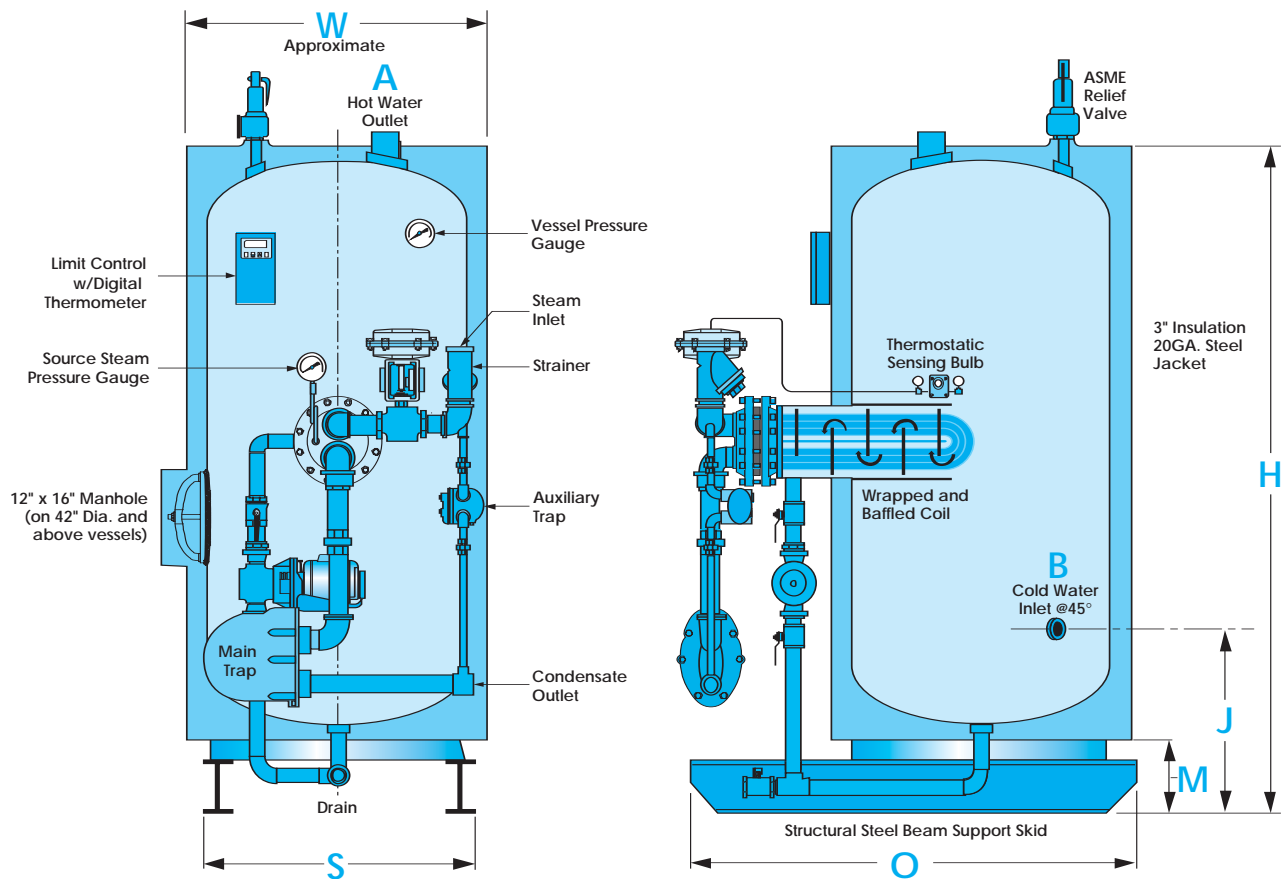 W
Approximate
A
Hot Water
Outlet
ASME
Relief
Valve
Vessel Pressure
Gauge
Limit Control
w/Digital
Thermometer
Steam
Inlet
Strainer
Source Steam
Pressure Gauge
3" Insulation
20GA. Steel
Jacket
Thermostatic
Sensing Bulb
H
12" x 16" Manhole
(on 42" Dia. and
above vessels)
Auxiliary
Trap
Wrapped and
Baffled Coil
B
Cold Water
Inlet @45°
Main
Trap
Condensate
Outlet
J
M
Drain
Structural Steel Beam Support Skid
S
O